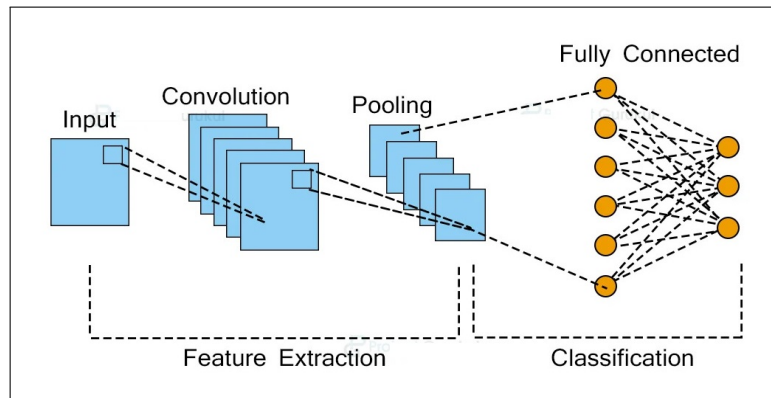 Fully Connected
Convolution
Pooling
Input
Feature Extraction
Classification